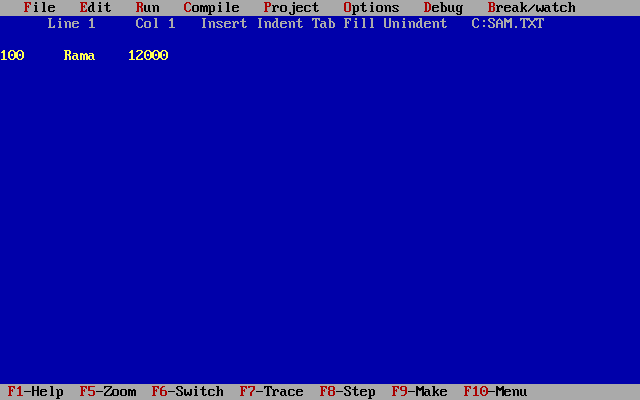 File Edit Run Compile Project Options Debug Break/watch
Line 1 Col 1 Insert Indent Tab Fill Unindent C:SAM.TXT
100 Rama 12000
F1-Help F5-Zoom F6-Switch F7-Trace F8-Step F9-Make F10-Menu